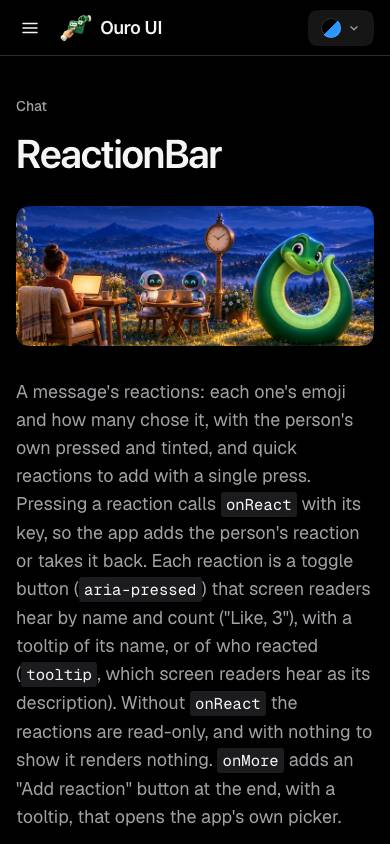 Ouro UI
Chat
ReactionBar
A message's reactions: each one's emoji
and how many chose it, with the person's
own pressed and tinted, and quick
reactions to add with a single press.
Pressing a reaction calls onReact with its
key, so the app adds the person's reaction
or takes it back. Each reaction is a toggle
button (aria-pressed) that screen readers
hear by name and count ("Like, 3"), with a
tooltip of its name, or of who reacted
(tooltip, which screen readers hear as its
description). Without onReact the
reactions are read-only, and with nothing to
show it renders nothing. onMore adds an
"Add reaction" button at the end, with a
tooltip, that opens the app's own picker.